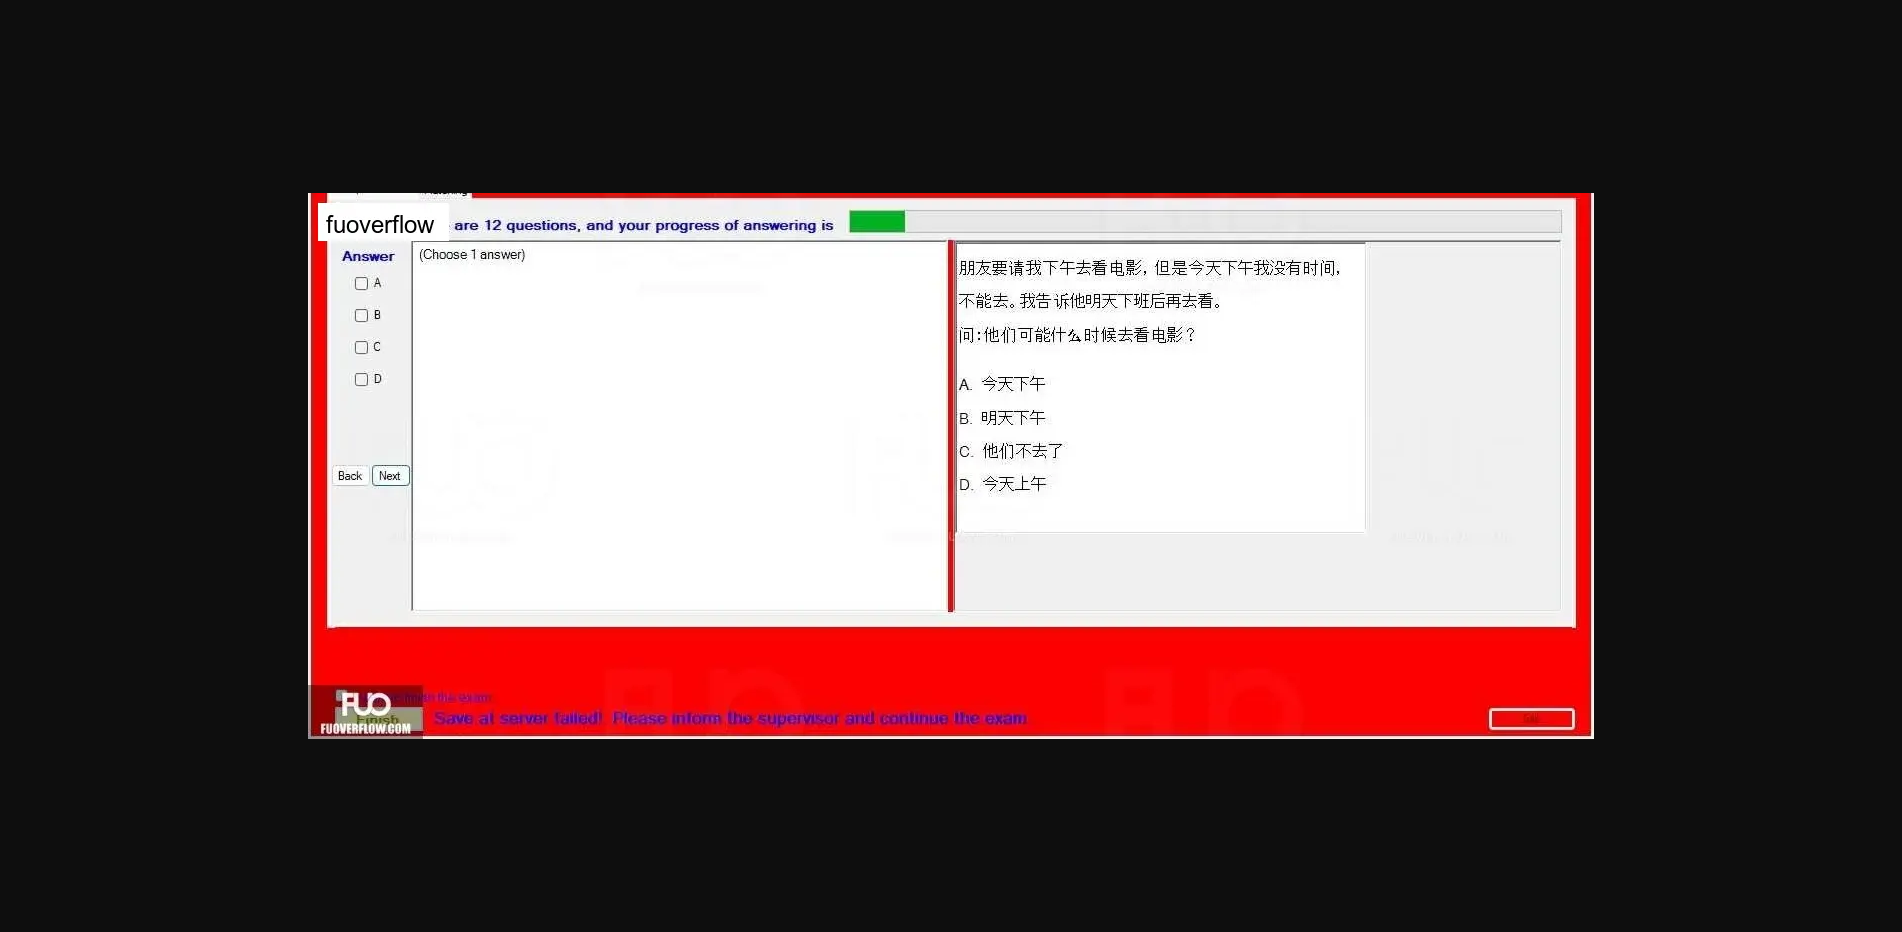 fuoverflow
are 12 questions, and your progress of answering is
Answer
(Choose 1 answer)
A
B
C
D
Back Next
朋友要请我下午去看电影，但是今天下午我没有时间，
不能去。我告诉他明天下班后再去看。
问：他们可能什么时候去看电影？
A. 今天下午
B. 明天下午
C. 他们不去了
D. 今天上午
the exam
Finish
Save at server failed! Please inform the supervisor and continue the exam
FUO
FUOVERFLOW.COM